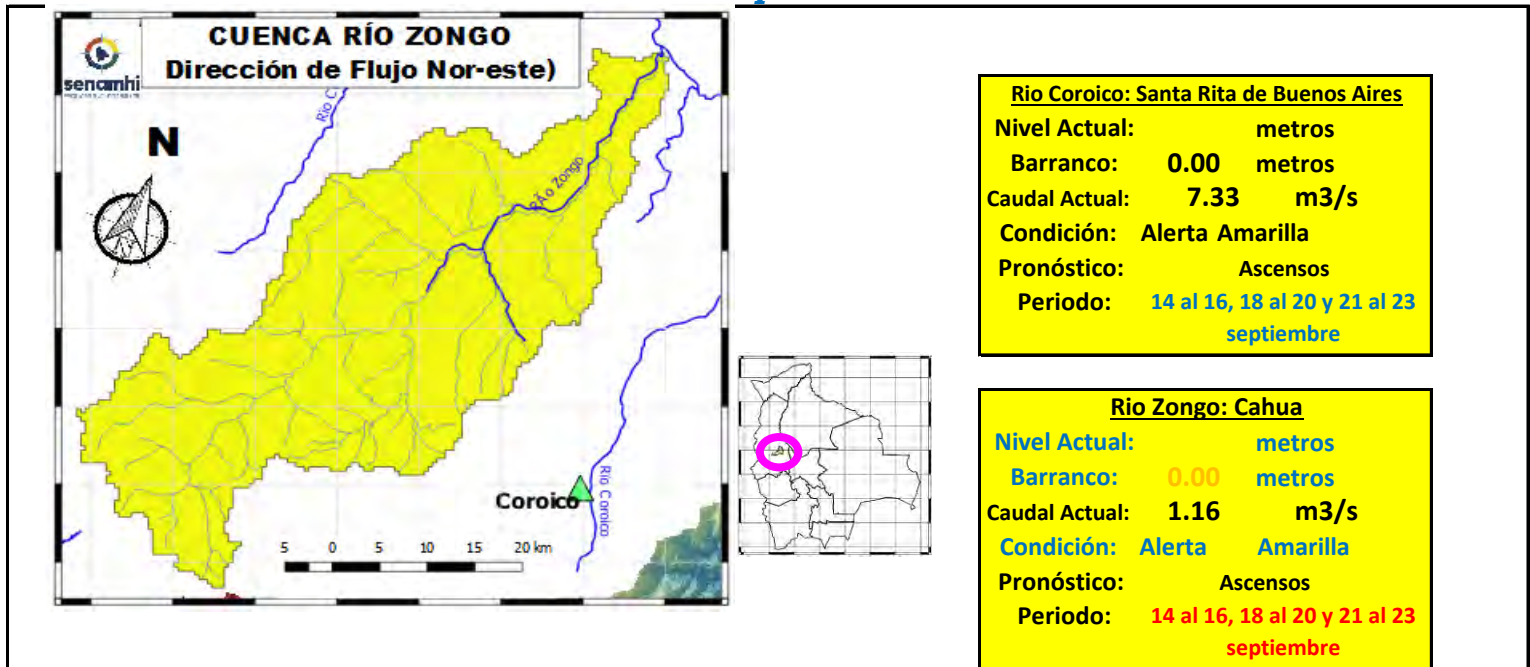 CUENCA RÍO ZONGO
Dirección de Flujo Nor-este)
senamhi
Río C
N
RÃo Zongo
Río Coroico
Coroico
5 0 5 10 15 20 km
Rio Coroico: Santa Rita de Buenos Aires
Nivel Actual: metros
Barranco: 0.00 metros
Caudal Actual: 7.33 m3/s
Condición: Alerta Amarilla
Pronóstico: Ascensos
Periodo: 14 al 16, 18 al 20 y 21 al 23
septiembre
Rio Zongo: Cahua
Nivel Actual: metros
Barranco: 0.00 metros
Caudal Actual: 1.16 m3/s
Condición: Alerta Amarilla
Pronóstico: Ascensos
Periodo: 14 al 16, 18 al 20 y 21 al 23
septiembre